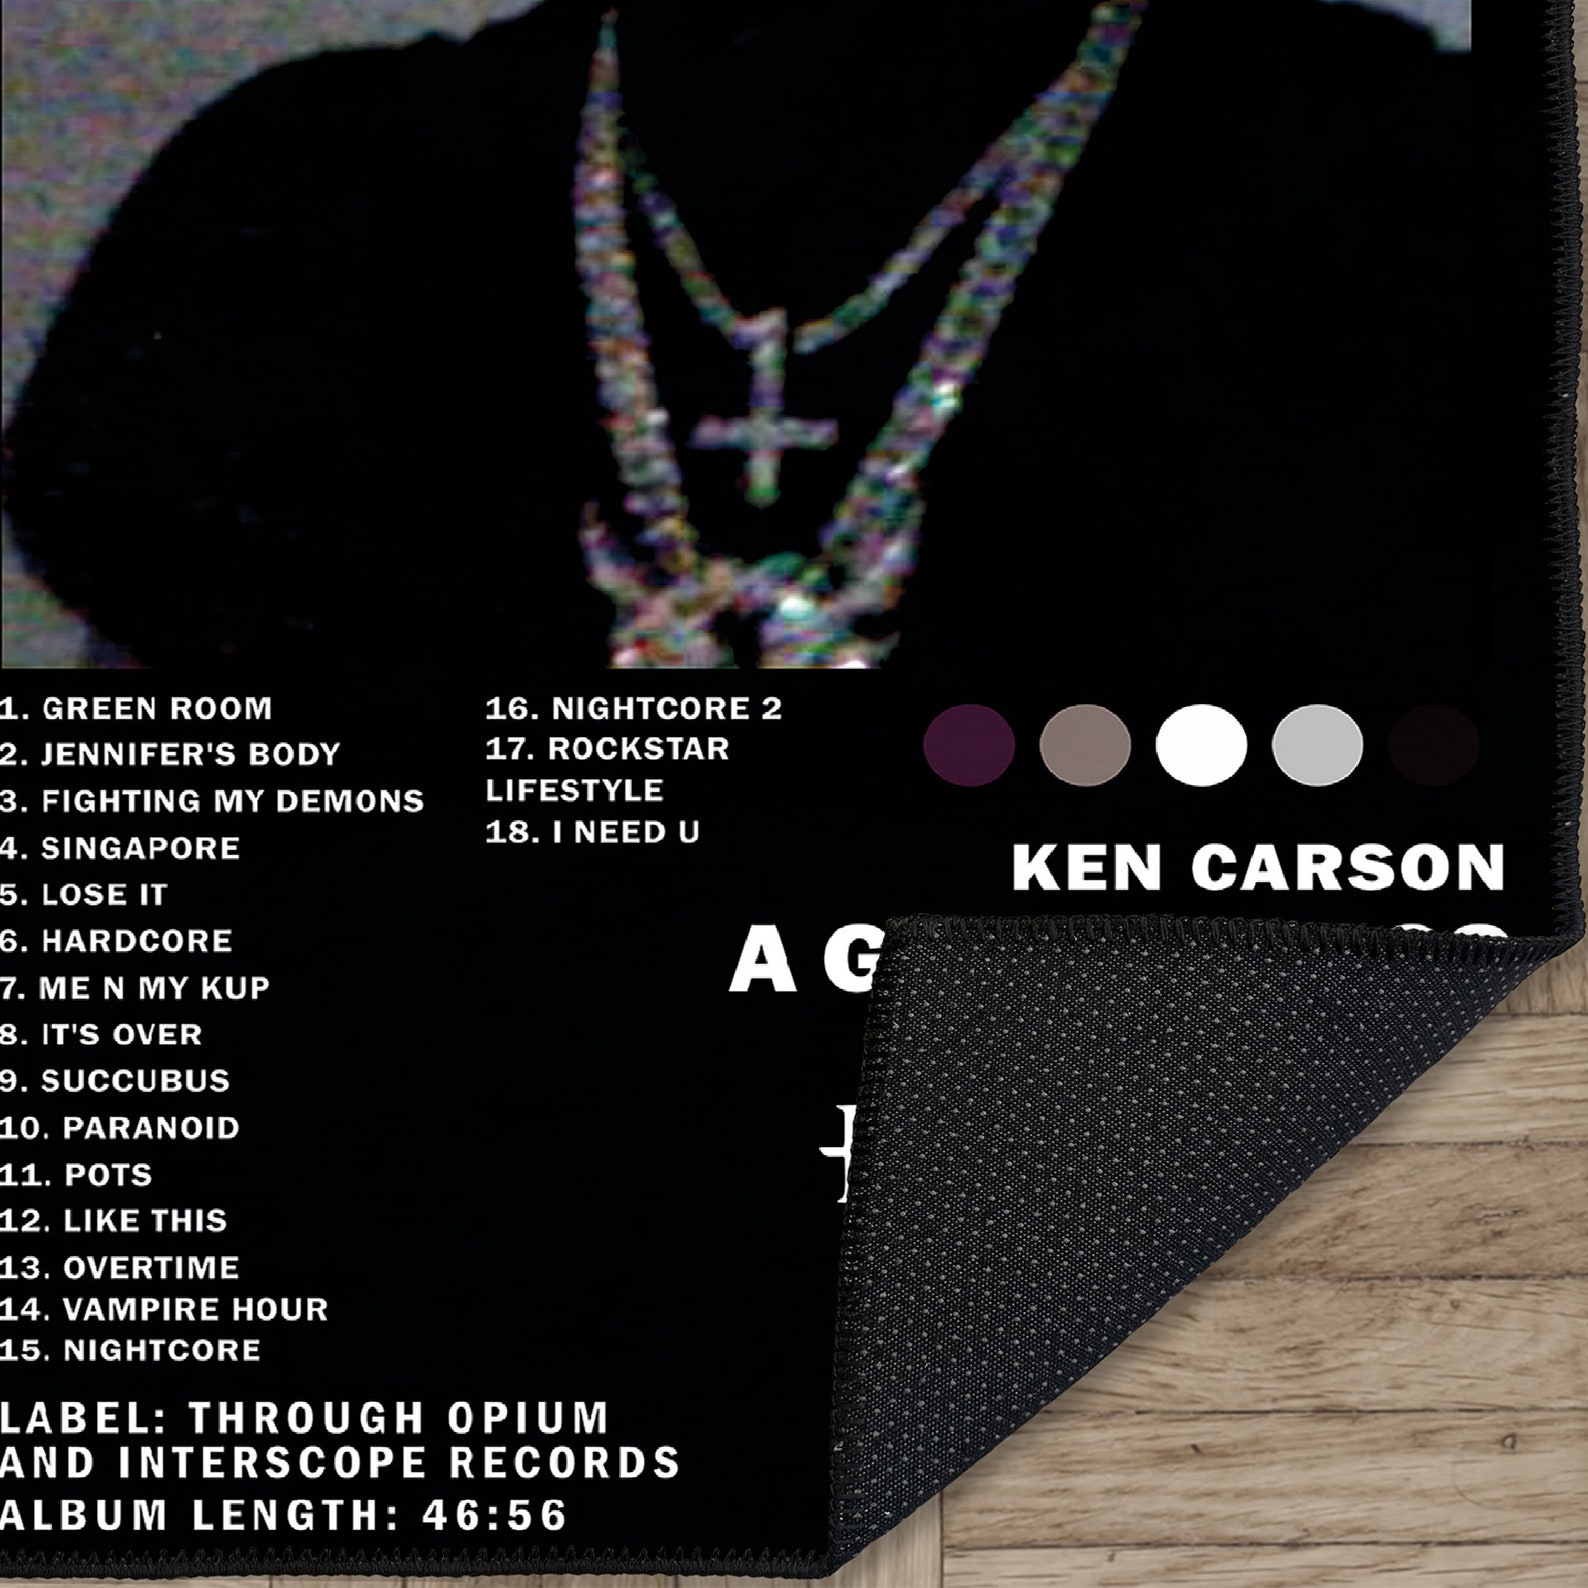 1. GREEN ROOM
2. JENNIFER'S BODY
3. FIGHTING MY DEMONS
4. SINGAPORE
5. LOSE IT
6. HARDCORE
7. ME N MY KUP
8. IT'S OVER
9. SUCCUBUS
10. PARANOID
11. POTS
12. LIKE THIS
13. OVERTIME
14. VAMPIRE HOUR
15. NIGHTCORE
16. NIGHTCORE 2
17. ROCKSTAR
LIFESTYLE
18. I NEED U
KEN CARSON
A G
LABEL: THROUGH OPIUM
AND INTERSCOPE RECORDS
ALBUM LENGTH: 46:56